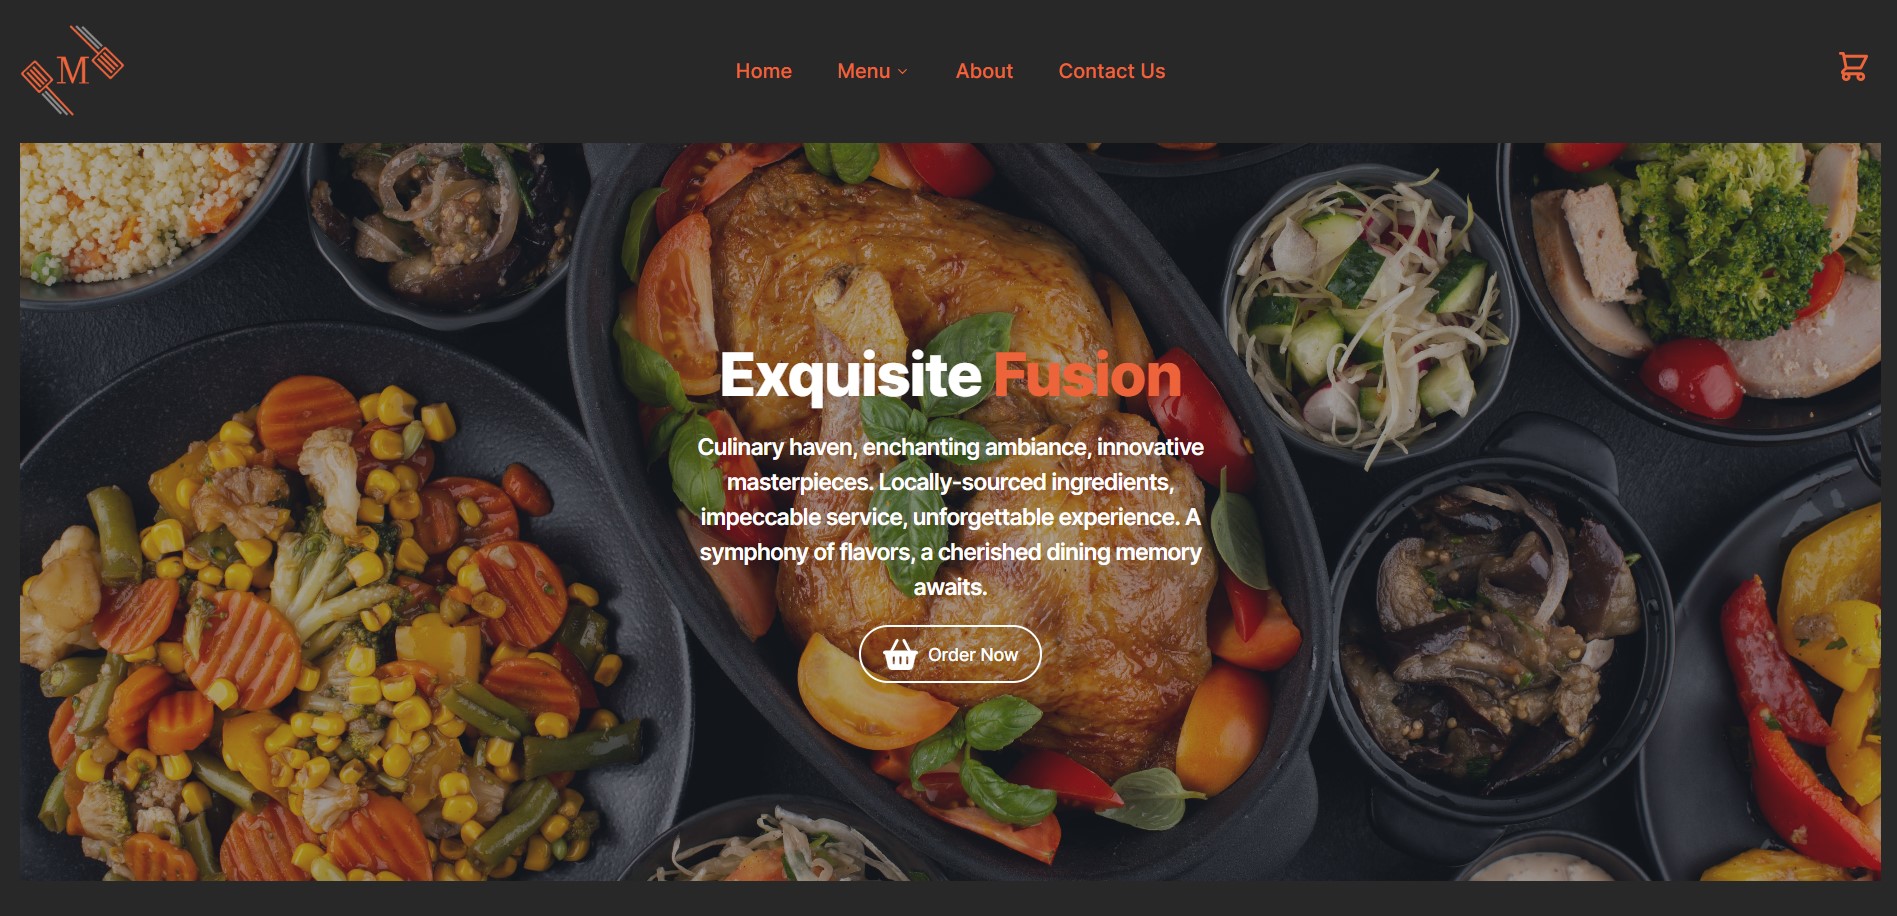 M
Home
Menu
About
Contact Us
Exquisite Fusion
Culinary haven, enchanting ambiance, innovative
masterpieces. Locally-sourced ingredients,
impeccable service, unforgettable experience. A
symphony of flavors, a cherished dining memory
awaits.
Order Now